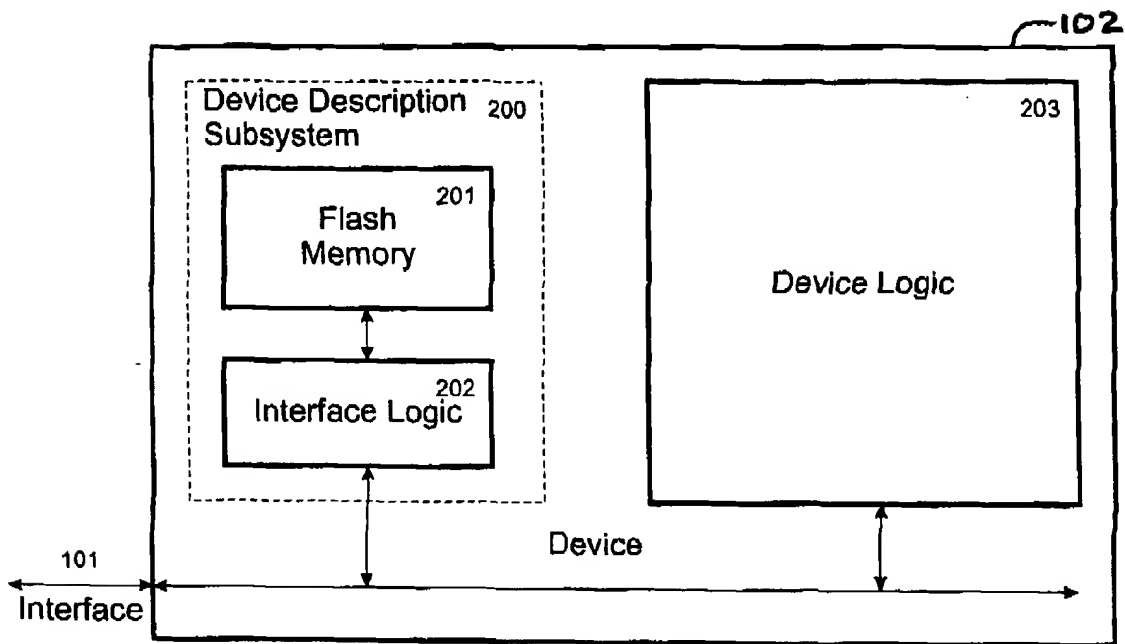 102
Device Description
Subsystem
200
201
Flash
Memory
202
Interface Logic
203
Device Logic
Device
101
Interface